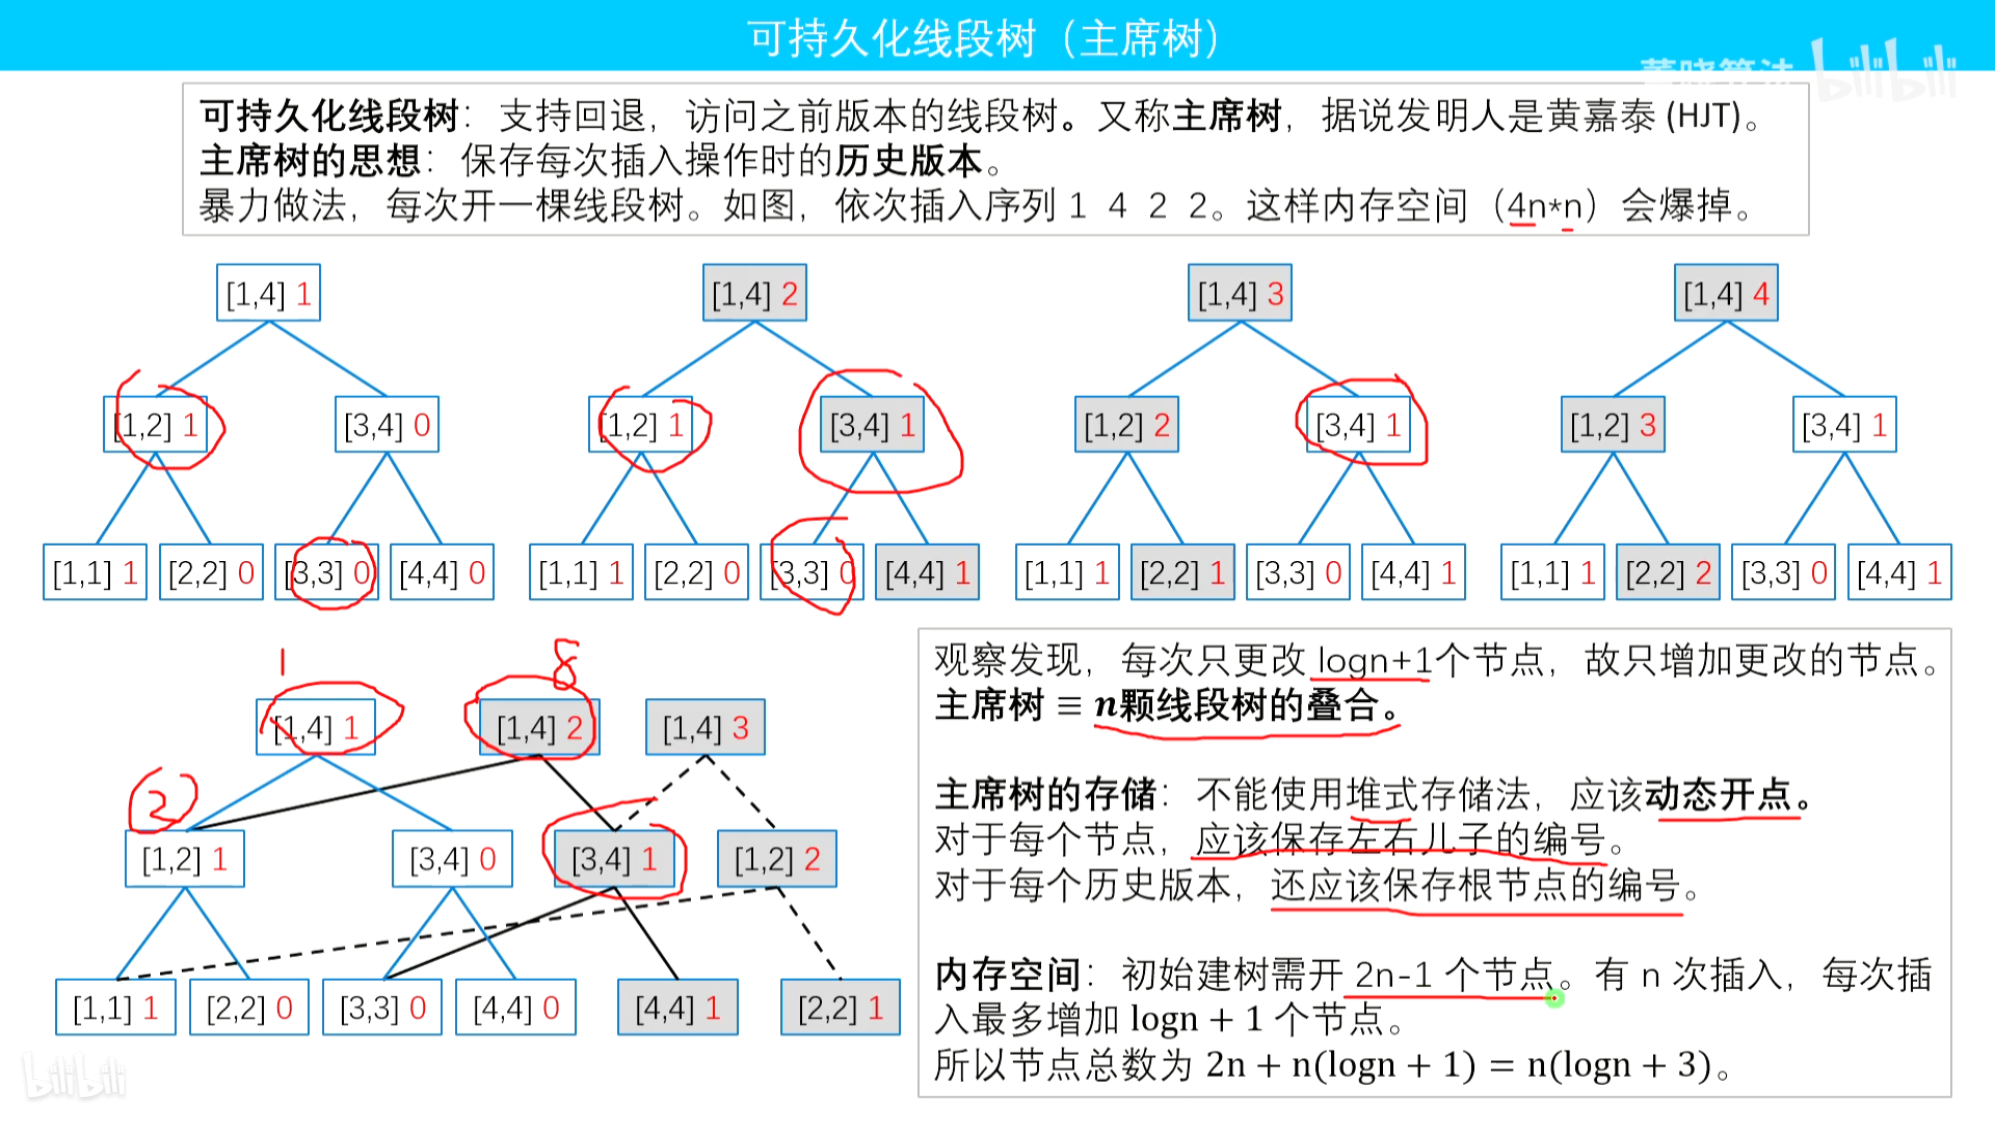 可持久化线段树（主席树）
bilibili
可持久化线段树：支持回退，访问之前版本的线段树。又称主席树，据说发明人是黄嘉泰 (HJT)。
主席树的思想：保存每次插入操作时的历史版本。
暴力做法，每次开一棵线段树。如图，依次插入序列 1 4 2 2。这样内存空间（4n*n）会爆掉。
[1,4] 1 [1,4] 2 [1,4] 3 [1,4] 4
[1,2] 1 [3,4] 0 [1,2] 1 [3,4] 1 [1,2] 2 [3,4] 1 [1,2] 3 [3,4] 1
[1,1] 1 [2,2] 0 [3,3] 0 [4,4] 0 [1,1] 1 [2,2] 0 [3,3] 0 [4,4] 1 [1,1] 1 [2,2] 1 [3,3] 0 [4,4] 1 [1,1] 1 [2,2] 2 [3,3] 0 [4,4] 1
1 8
[1,4] 1 [1,4] 2 [1,4] 3
2
[1,2] 1 [3,4] 0 [3,4] 1 [1,2] 2
[1,1] 1 [2,2] 0 [3,3] 0 [4,4] 0 [4,4] 1 [2,2] 1
观察发现，每次只更改 logn+1个节点，故只增加更改的节点。
主席树 ≡ n颗线段树的叠合。
主席树的存储：不能使用堆式存储法，应该动态开点。
对于每个节点，应该保存左右儿子的编号。
对于每个历史版本，还应该保存根节点的编号。
内存空间：初始建树需开 2n-1 个节点。有 n 次插入，每次插
入最多增加 logn + 1 个节点。
所以节点总数为 2n + n(logn + 1) = n(logn + 3)。
bilibili